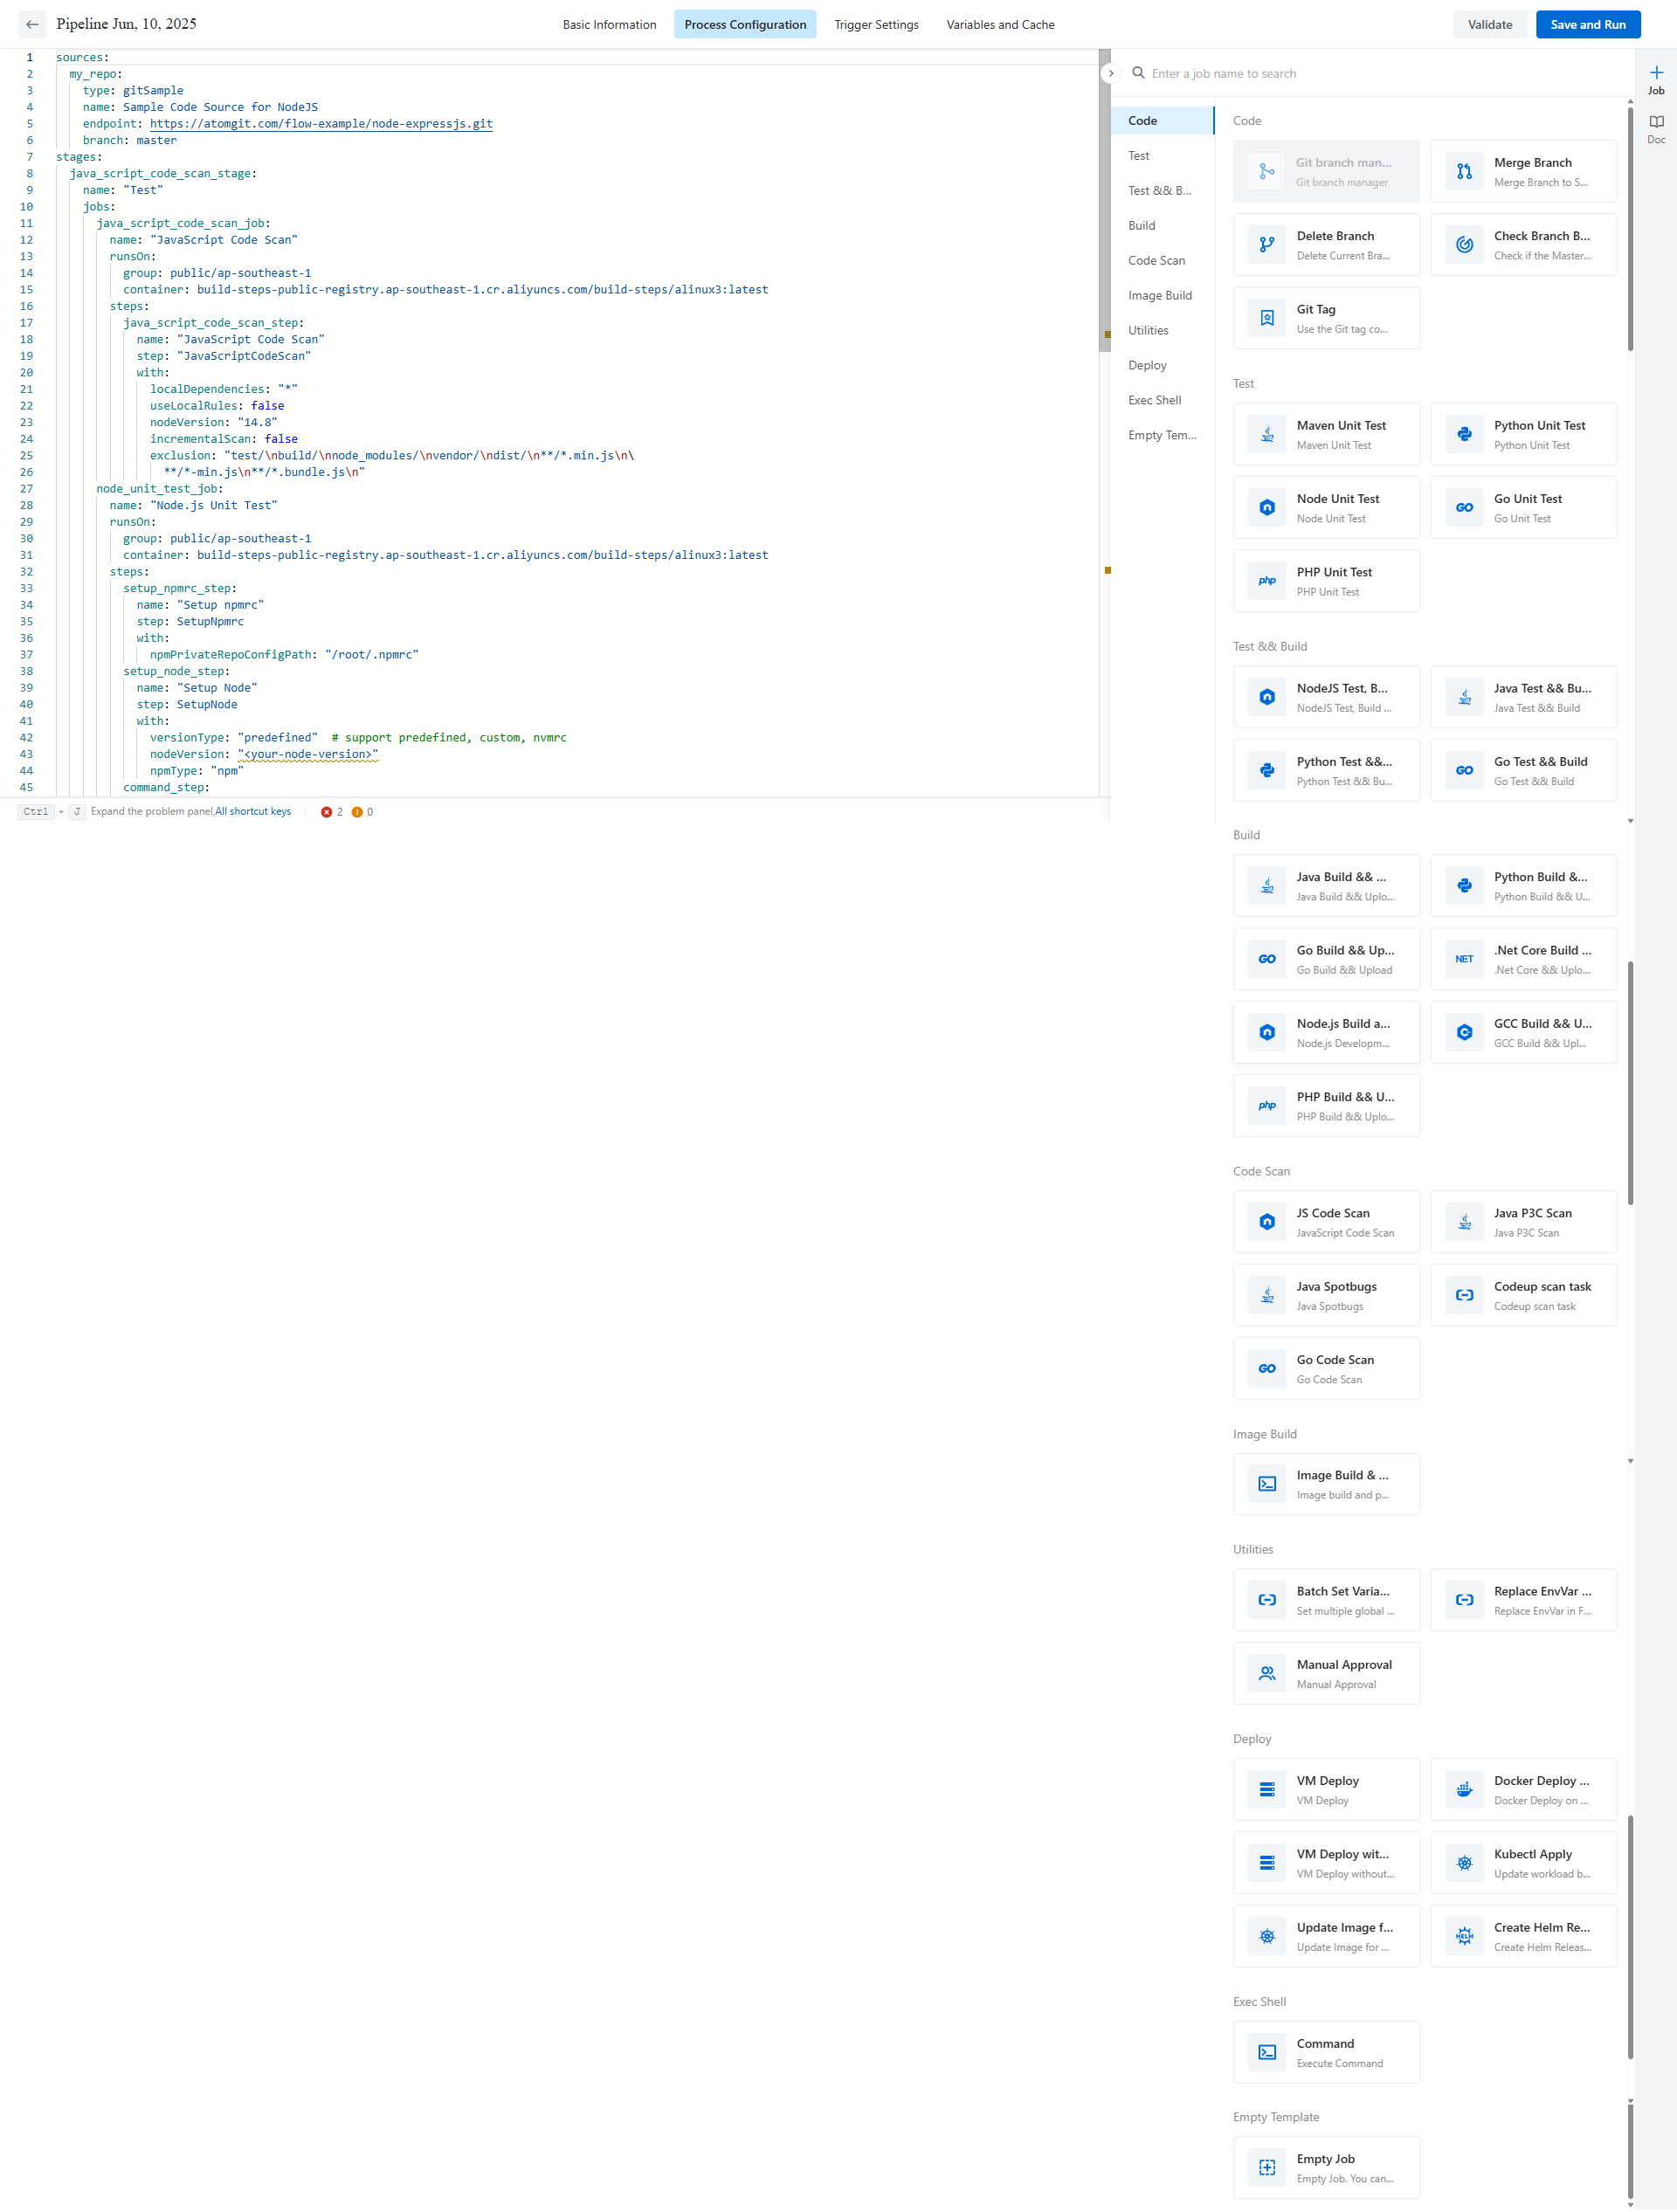 Pipeline Jun, 10, 2025
Basic Information
Process Configuration
Trigger Settings
Variables and Cache
Validate
Save and Run
1 sources:
2 my_repo:
3 type: gitSample
4 name: Sample Code Source for NodeJS
5 endpoint: https://atomgit.com/flow-example/node-expressjs.git
6 branch: master
7 stages:
8 java_script_code_scan_stage:
9 name: "Test"
10 jobs:
11 java_script_code_scan_job:
12 name: "JavaScript Code Scan"
13 runsOn:
14 group: public/ap-southeast-1
15 container: build-steps-public-registry.ap-southeast-1.cr.aliyuncs.com/build-steps/alinux3:latest
16 steps:
17 java_script_code_scan_step:
18 name: "JavaScript Code Scan"
19 step: "JavaScriptCodeScan"
20 with:
21 localDependencies: "*"
22 useLocalRules: false
23 nodeVersion: "14.8"
24 incrementalScan: false
25 exclusion: "test/\nbuild/\nnode_modules/\nvendor/\ndist/\n**/*.min.js\n\
26 **/*-min.js\n**/*.bundle.js\n"
27 node_unit_test_job:
28 name: "Node.js Unit Test"
29 runsOn:
30 group: public/ap-southeast-1
31 container: build-steps-public-registry.ap-southeast-1.cr.aliyuncs.com/build-steps/alinux3:latest
32 steps:
33 setup_npmrc_step:
34 name: "Setup npmrc"
35 step: SetupNpmrc
36 with:
37 npmPrivateRepoConfigPath: "/root/.npmrc"
38 setup_node_step:
39 name: "Setup Node"
40 step: SetupNode
41 with:
42 versionType: "predefined" # support predefined, custom, nvmrc
43 nodeVersion: "<your-node-version>"
44 npmType: "npm"
45 command_step:
Ctrl + J Expand the problem panel,All shortcut keys 2 0
Enter a job name to search
Job
Doc
Code
Test
Test && B...
Build
Code Scan
Image Build
Utilities
Deploy
Exec Shell
Empty Tem...
Code
Git branch man...
Git branch manager
Merge Branch
Merge Branch to S...
Delete Branch
Delete Current Bra...
Check Branch B...
Check if the Master...
Git Tag
Use the Git tag co...
Test
Maven Unit Test
Maven Unit Test
Python Unit Test
Python Unit Test
Node Unit Test
Node Unit Test
GO
Go Unit Test
Go Unit Test
php
PHP Unit Test
PHP Unit Test
Test && Build
NodeJS Test, B...
NodeJS Test, Build ...
Java Test && Bu...
Java Test && Build
Python Test &&...
Python Test && Bu...
GO
Go Test && Build
Go Test && Build
Build
Java Build && ...
Java Build && Uplo...
Python Build &...
Python Build && U...
GO
Go Build && Up...
Go Build && Upload
NET
.Net Core Build ...
.Net Core && Uplo...
Node.js Build a...
Node.js Developm...
GCC Build && U...
GCC Build && Upl...
php
PHP Build && U...
PHP Build && Uplo...
Code Scan
JS Code Scan
JavaScript Code Scan
Java P3C Scan
Java P3C Scan
Java Spotbugs
Java Spotbugs
Codeup scan task
Codeup scan task
GO
Go Code Scan
Go Code Scan
Image Build
Image Build & ...
Image build and p...
Utilities
Batch Set Varia...
Set multiple global ...
Replace EnvVar ...
Replace EnvVar in F...
Manual Approval
Manual Approval
Deploy
VM Deploy
VM Deploy
Docker Deploy ...
Docker Deploy on ...
VM Deploy wit...
VM Deploy without...
Kubectl Apply
Update workload b...
Update Image f...
Update Image for ...
HELM
Create Helm Re...
Create Helm Releas...
Exec Shell
Command
Execute Command
Empty Template
Empty Job
Empty Job. You can...